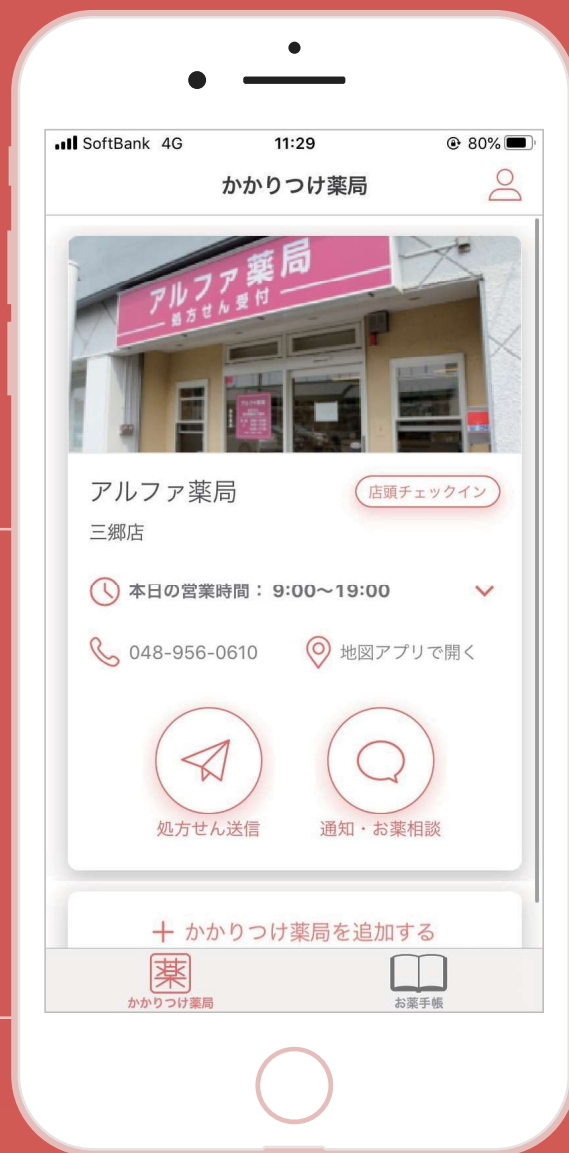 SoftBank 4G 11:29 80%
かかりつけ薬局
アルファ薬局
処方せん受付
アルファ薬局
店頭チェックイン
三郷店
本日の営業時間： 9:00〜19:00
048-956-0610 地図アプリで開く
処方せん送信 通知・お薬相談
+ かかりつけ薬局を追加する
薬
かかりつけ薬局 お薬手帳